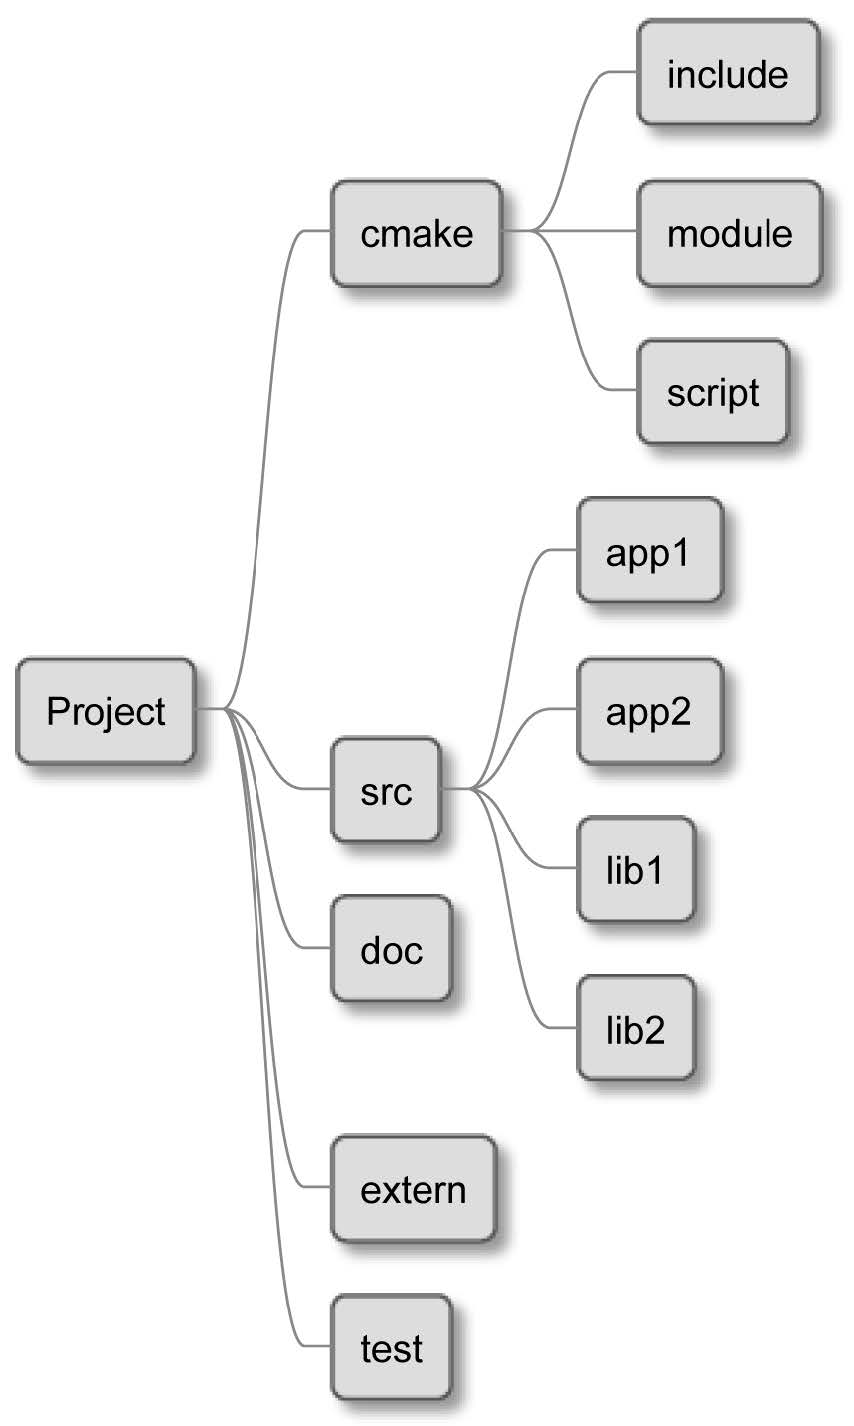 include
cmake
module
script
app1
Project
app2
src
lib1
doc
lib2
extern
test